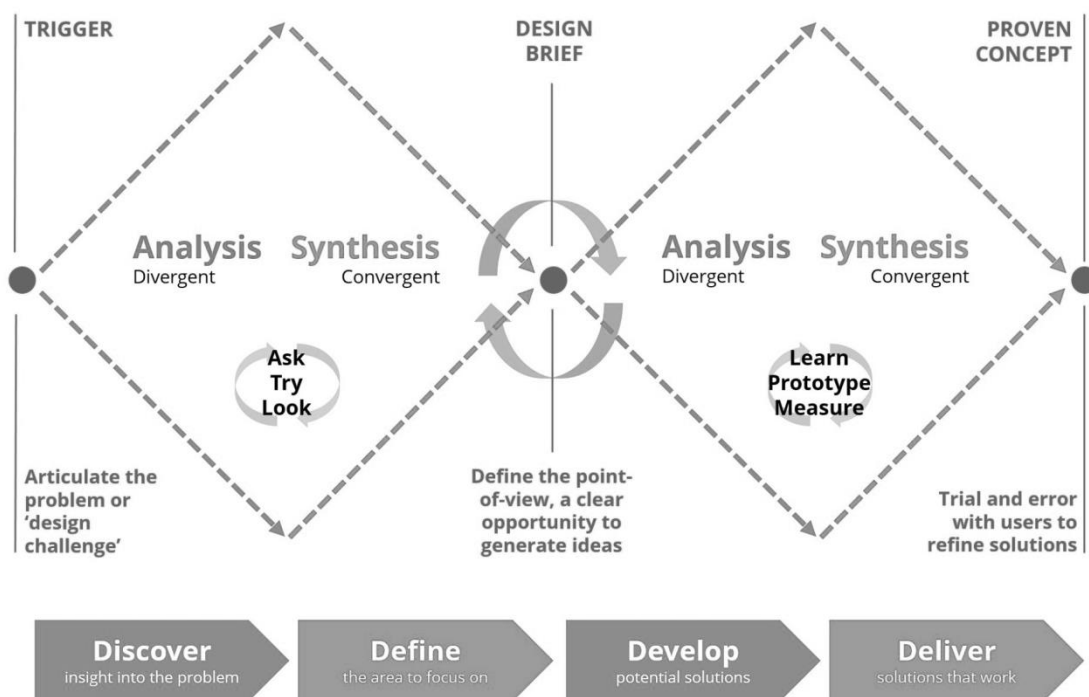 TRIGGER
DESIGN
BRIEF
PROVEN
CONCEPT
Analysis
Divergent
Synthesis
Convergent
Analysis
Divergent
Synthesis
Convergent
Ask
Try
Look
Learn
Prototype
Measure
Articulate the
problem or
‘design
challenge’
Define the point-
of-view, a clear
opportunity to
generate ideas
Trial and error
with users to
refine solutions
Discover
insight into the problem
Define
the area to focus on
Develop
potential solutions
Deliver
solutions that work